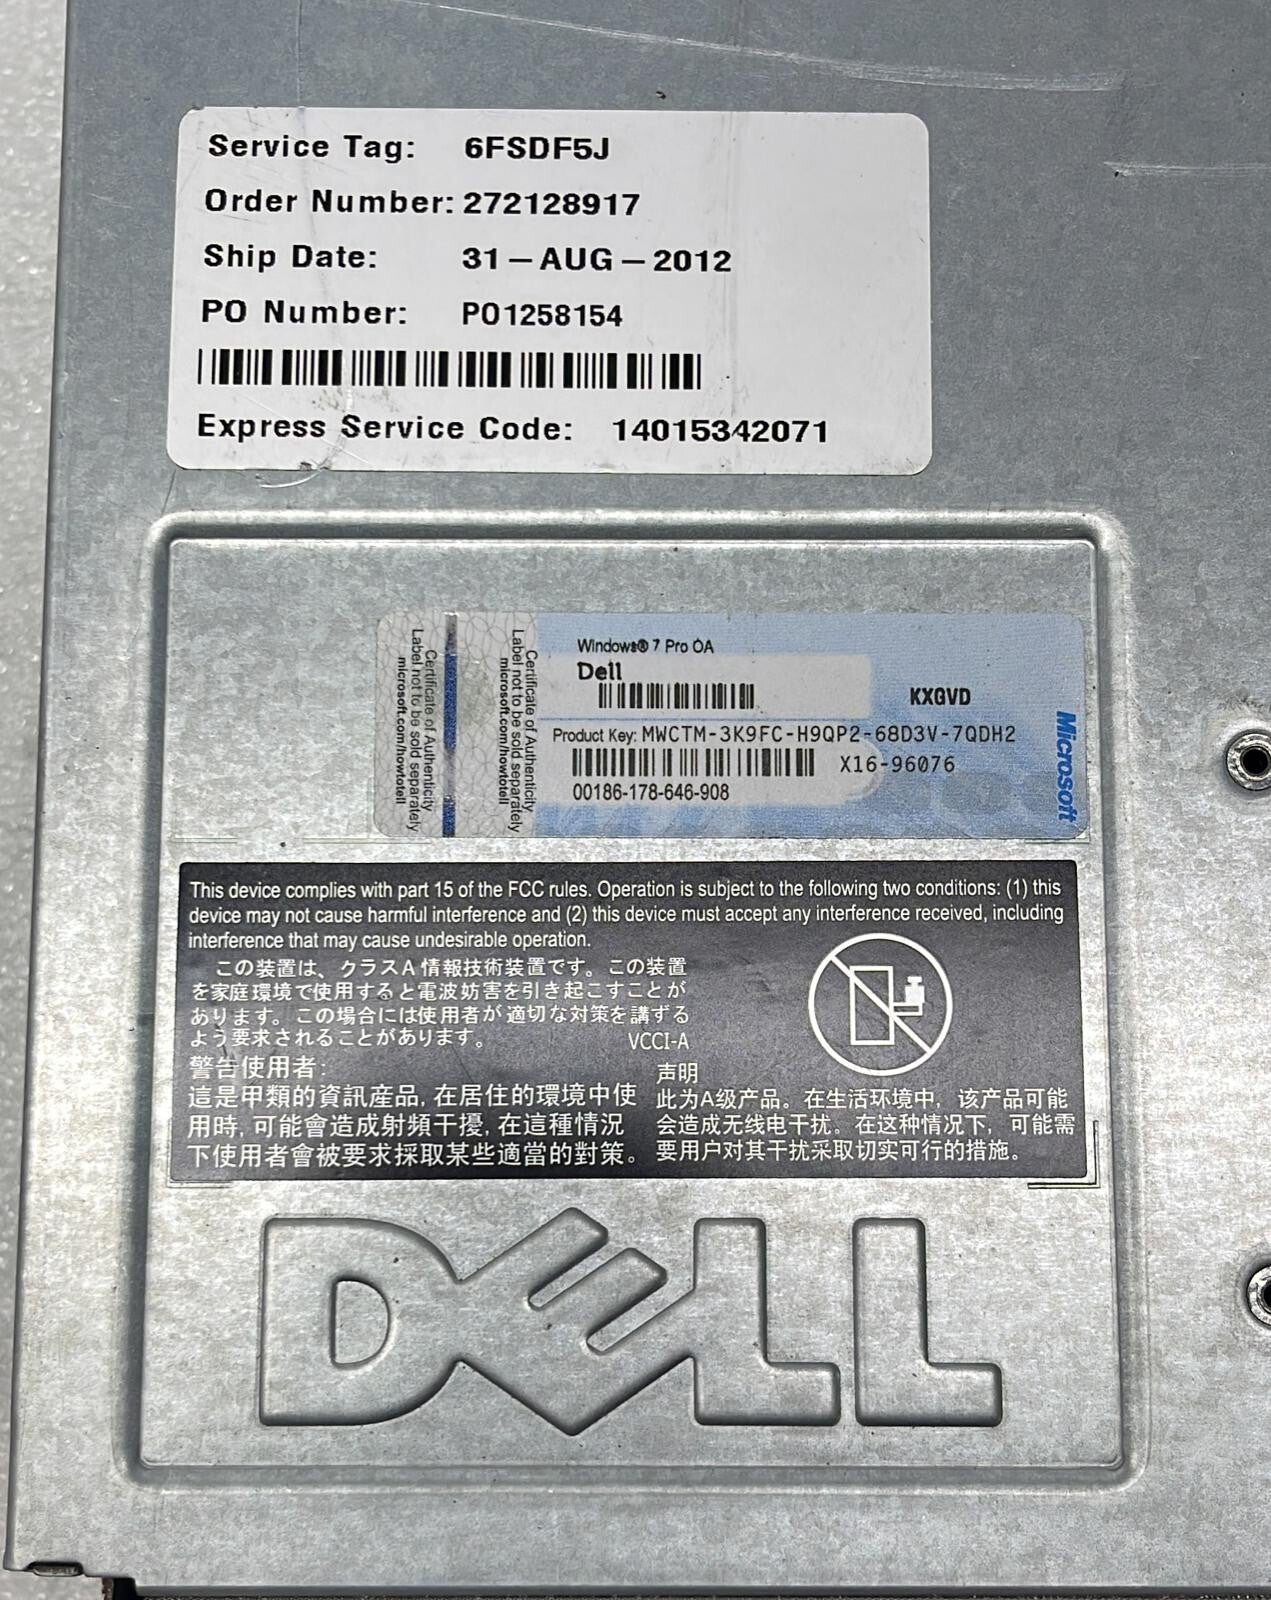 Service Tag: 6FSDF5J
Order Number: 272128917
Ship Date: 31-AUG-2012
PO Number: PO1258154
Express Service Code: 14015342071
Certificate of Authenticity
Label not to be sold separately
microsoft.com/howtotell
Certificate of Authenticity
Label not to be sold separately
microsoft.com/howtotell
Windows® 7 Pro OA
Dell
KXGVD
Product Key: MWCTM-3K9FC-H9QP2-68D3V-7QDH2
X16-96076
00186-178-646-908
Microsoft
This device complies with part 15 of the FCC rules. Operation is subject to the following two conditions: (1) this
device may not cause harmful interference and (2) this device must accept any interference received, including
interference that may cause undesirable operation.
この装置は、クラスA情報技術装置です。この装置
を家庭環境で使用すると電波妨害を引き起こすことが
あります。この場合には使用者が適切な対策を講ずる
よう要求されることがあります。
VCCI-A
警告使用者:
這是甲類的資訊産品, 在居住的環境中使
用時, 可能會造成射頻干擾, 在這種情況
下使用者會被要求採取某些適當的對策。
声明
此为A级产品。在生活环境中, 该产品可能
会造成无线电干扰。在这种情况下, 可能需
要用户对其干扰采取切实可行的措施。
DELL